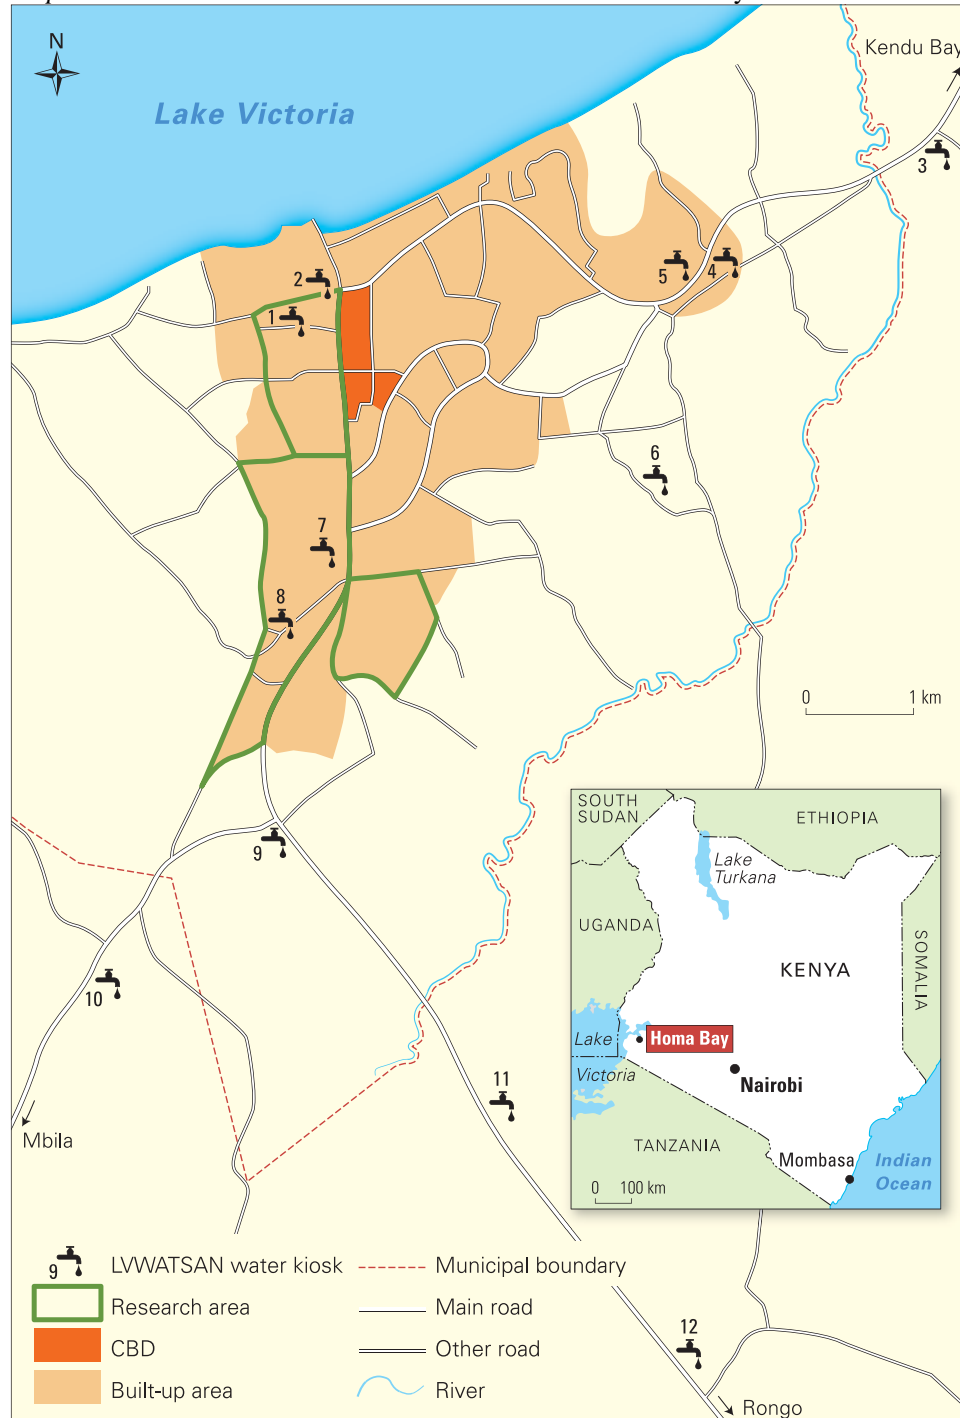 N
Kendu Bay
Lake Victoria
3
2
5
4
1
6
7
8
0 1 km
9
10
11
Mbila
12
Rongo
SOUTH
SUDAN
ETHIOPIA
Lake
Turkana
UGANDA
SOMALIA
KENYA
Lake
Victoria
Homa Bay
Nairobi
TANZANIA
Mombasa
Indian
Ocean
0 100 km
9 LVWATSAN water kiosk
Research area
CBD
Built-up area
Municipal boundary
Main road
Other road
River